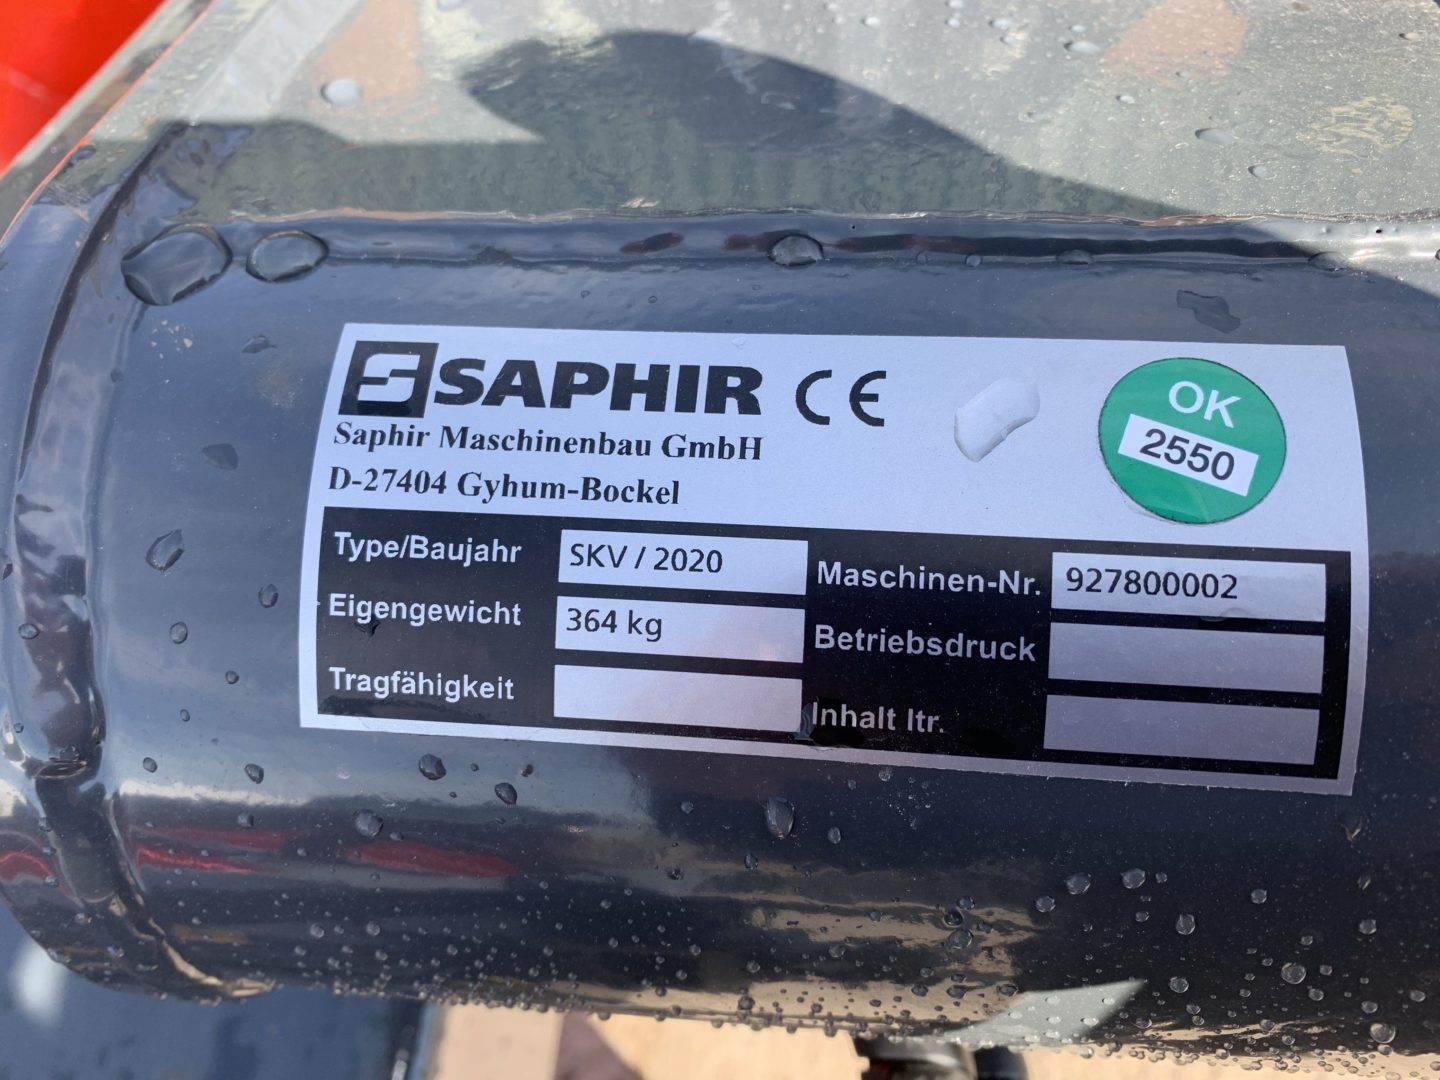 SAPHIR CE
Saphir Maschinenbau GmbH
D-27404 Gyhum-Bockel
OK
2550
Type/Baujahr SKV / 2020 Maschinen-Nr. 927800002
Eigengewicht 364 kg Betriebsdruck
Tragfähigkeit Inhalt ltr.